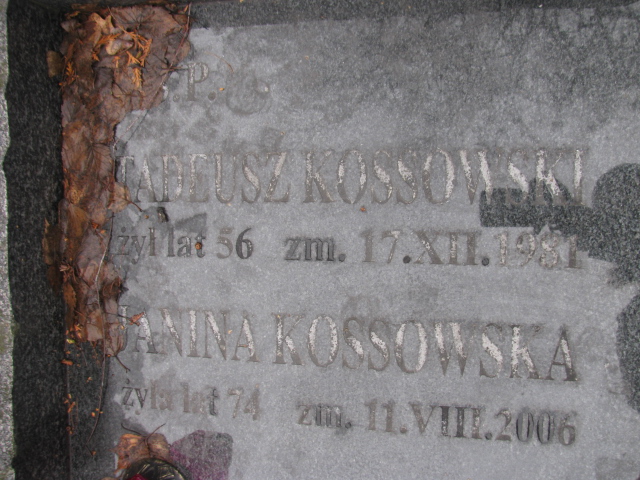 Ś.P.
TADEUSZ KOSSOWSKI
żył lat 56 zm. 17.XII.1981
JANINA KOSSOWSKA
żyła lat 74 zm. 11.VIII.2006